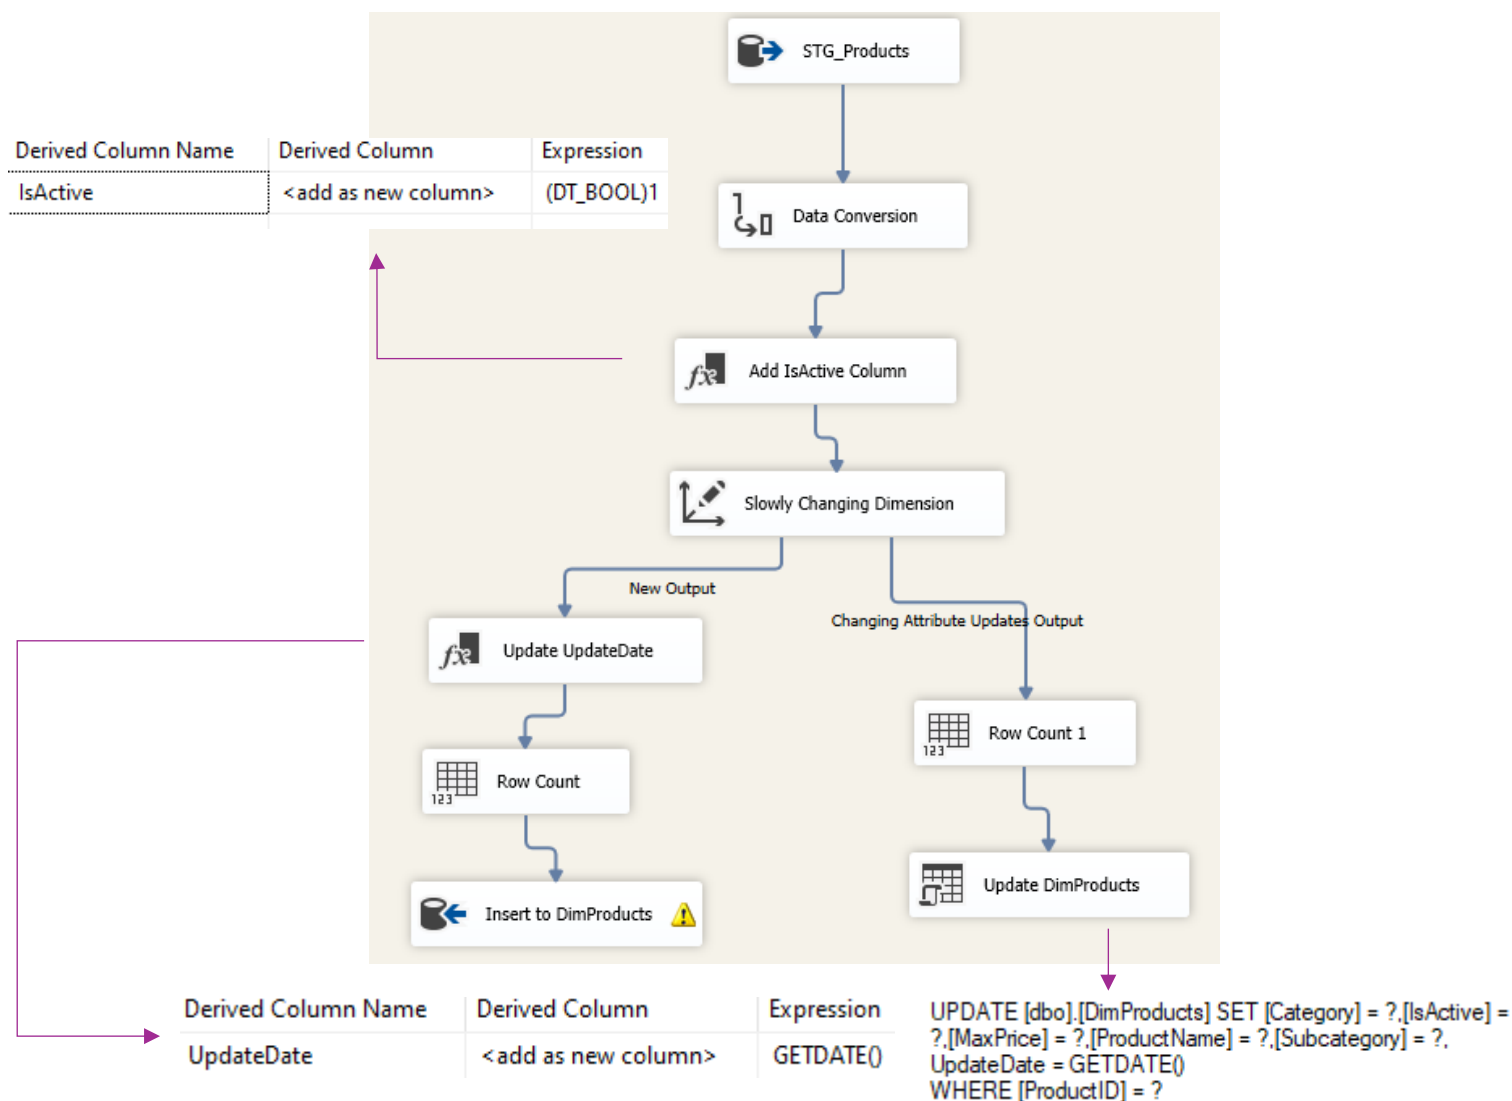 STG_Products
Derived Column Name Derived Column Expression
IsActive <add as new column> (DT_BOOL)1
Data Conversion
Add IsActive Column
Slowly Changing Dimension
New Output
Changing Attribute Updates Output
Update UpdateDate
Row Count 1
123
Row Count
123
Update DimProducts
Insert to DimProducts
Derived Column Name Derived Column Expression
UpdateDate <add as new column> GETDATE()
UPDATE [dbo].[DimProducts] SET [Category] = ?,[IsActive] =
?,[MaxPrice] = ?,[ProductName] = ?,[Subcategory] = ?,
UpdateDate = GETDATE()
WHERE [ProductID] = ?